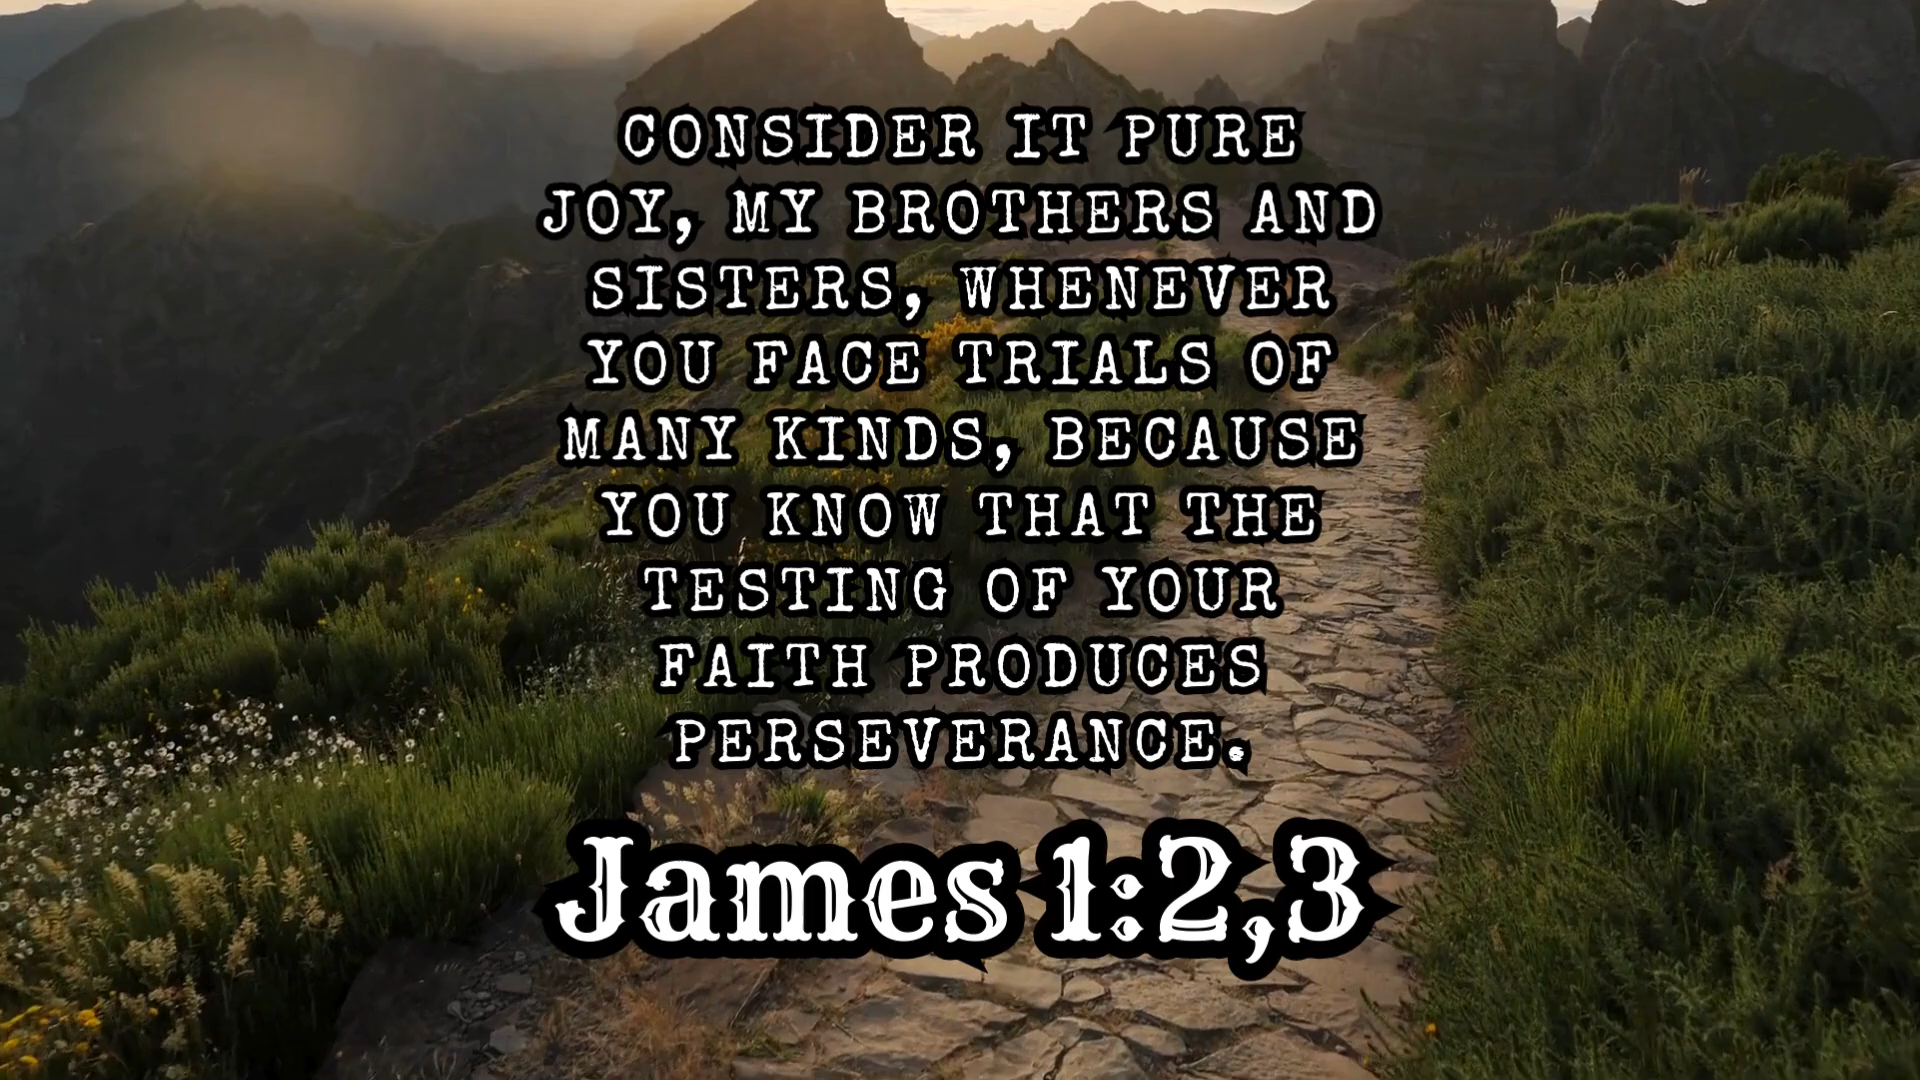 CONSIDER IT PURE
JOY, MY BROTHERS AND
SISTERS, WHENEVER
YOU FACE TRIALS OF
MANY KINDS, BECAUSE
YOU KNOW THAT THE
TESTING OF YOUR
FAITH PRODUCES
PERSEVERANCE.
James 1:2,3